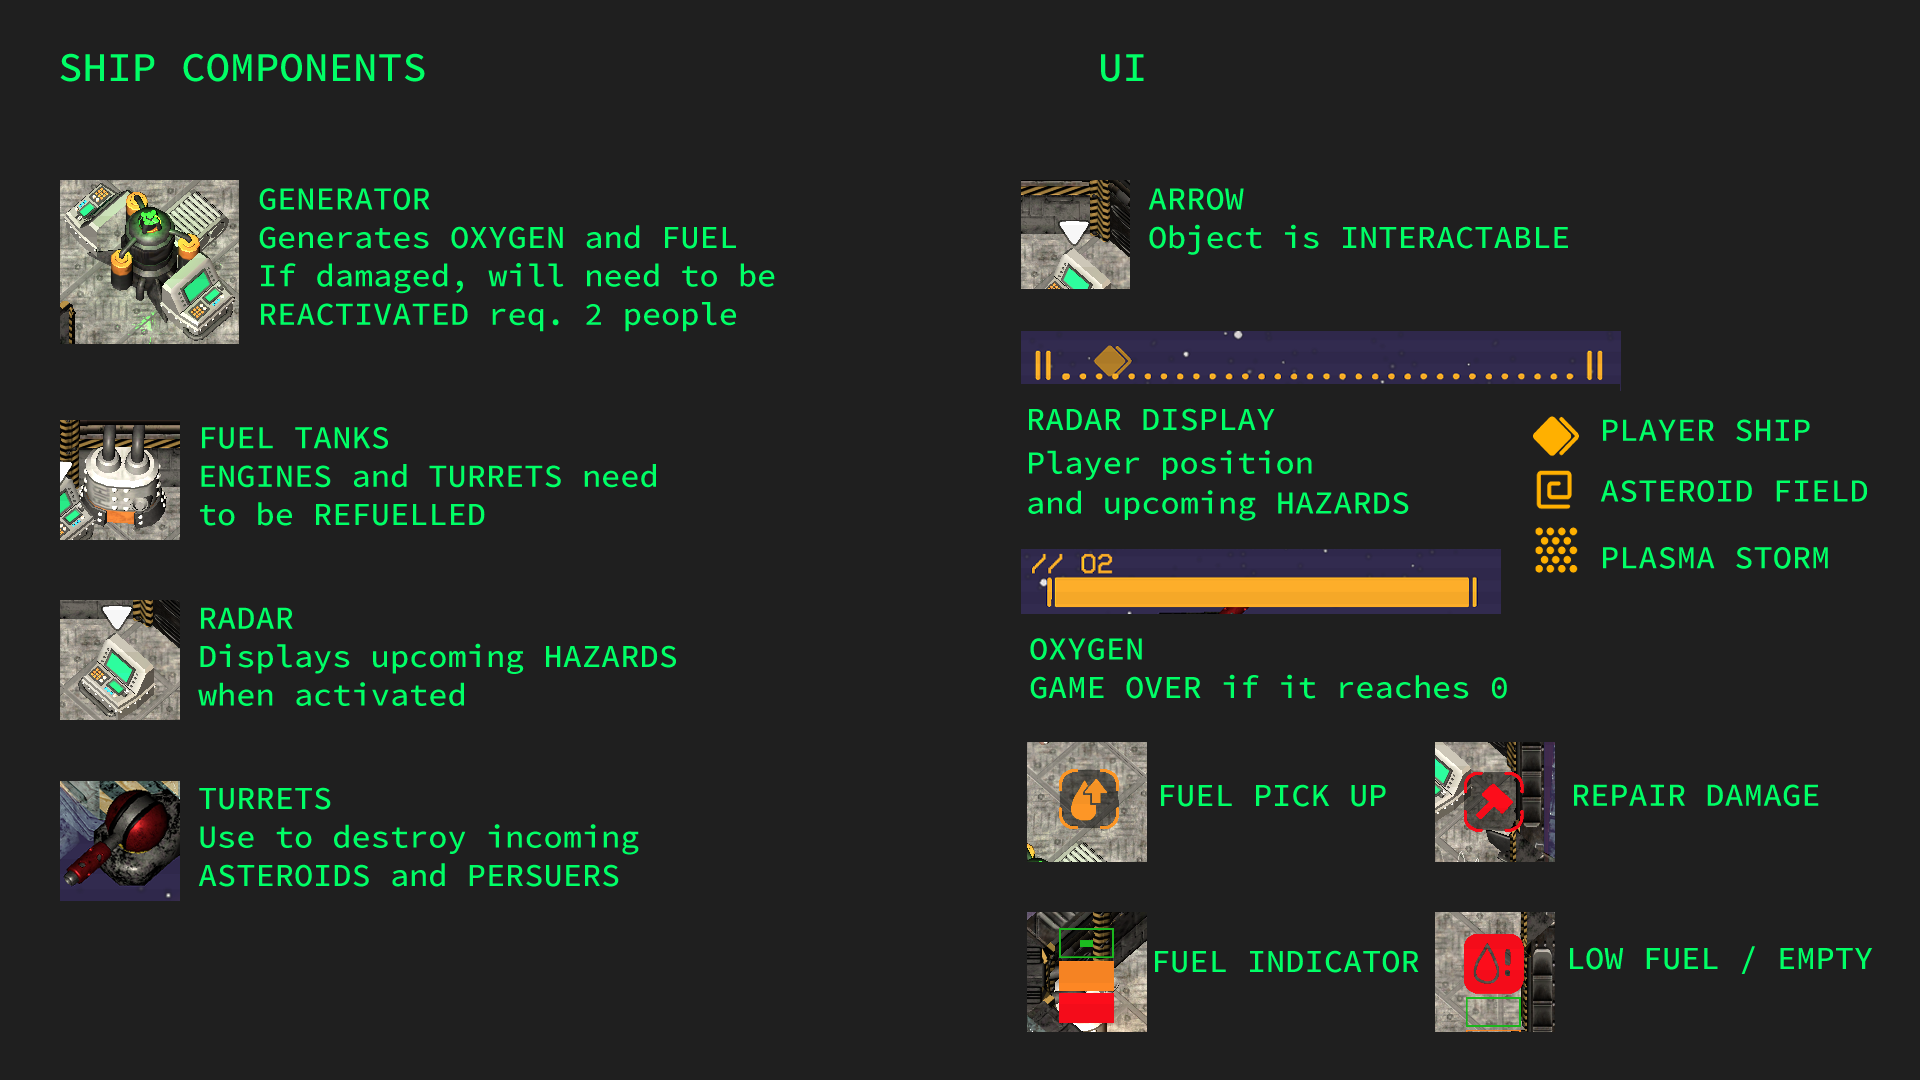 SHIP COMPONENTS
GENERATOR
Generates OXYGEN and FUEL
If damaged, will need to be
REACTIVATED req. 2 people
FUEL TANKS
ENGINES and TURRETS need
to be REFUELLED
RADAR
Displays upcoming HAZARDS
when activated
TURRETS
Use to destroy incoming
ASTEROIDS and PERSUERS
UI
ARROW
Object is INTERACTABLE
RADAR DISPLAY
Player position
and upcoming HAZARDS
PLAYER SHIP
ASTEROID FIELD
PLASMA STORM
// 02
OXYGEN
GAME OVER if it reaches 0
FUEL PICK UP
REPAIR DAMAGE
FUEL INDICATOR
LOW FUEL / EMPTY